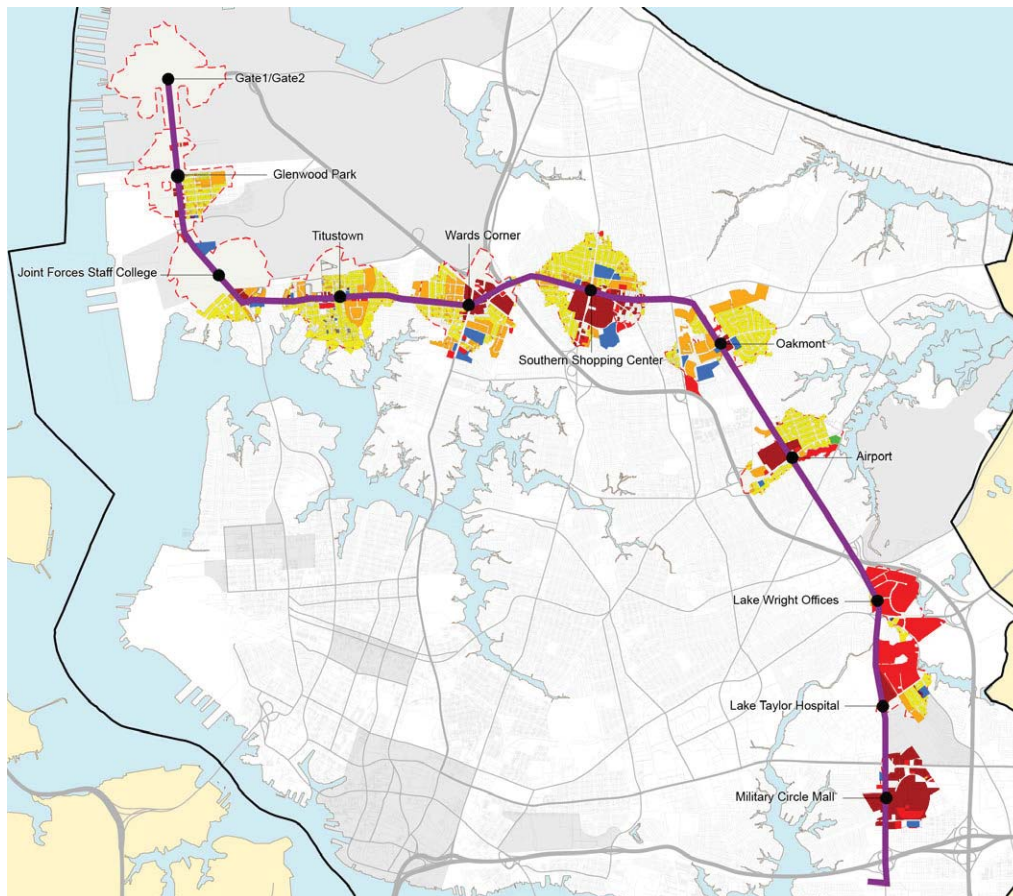 Gate1/Gate2
Glenwood Park
Titustown
Wards Corner
Joint Forces Staff College
Southern Shopping Center
Oakmont
Airport
Lake Wright Offices
Lake Taylor Hospital
Military Circle Mall